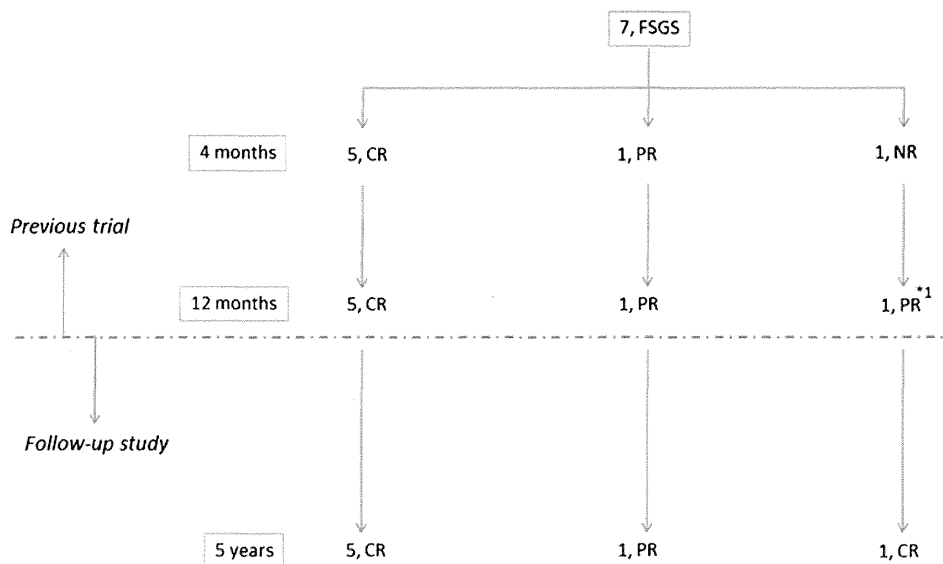 7, FSGS
4 months 5, CR 1, PR 1, NR
Previous trial
12 months 5, CR 1, PR 1, PR*1
Follow-up study
5 years 5, CR 1, PR 1, CR